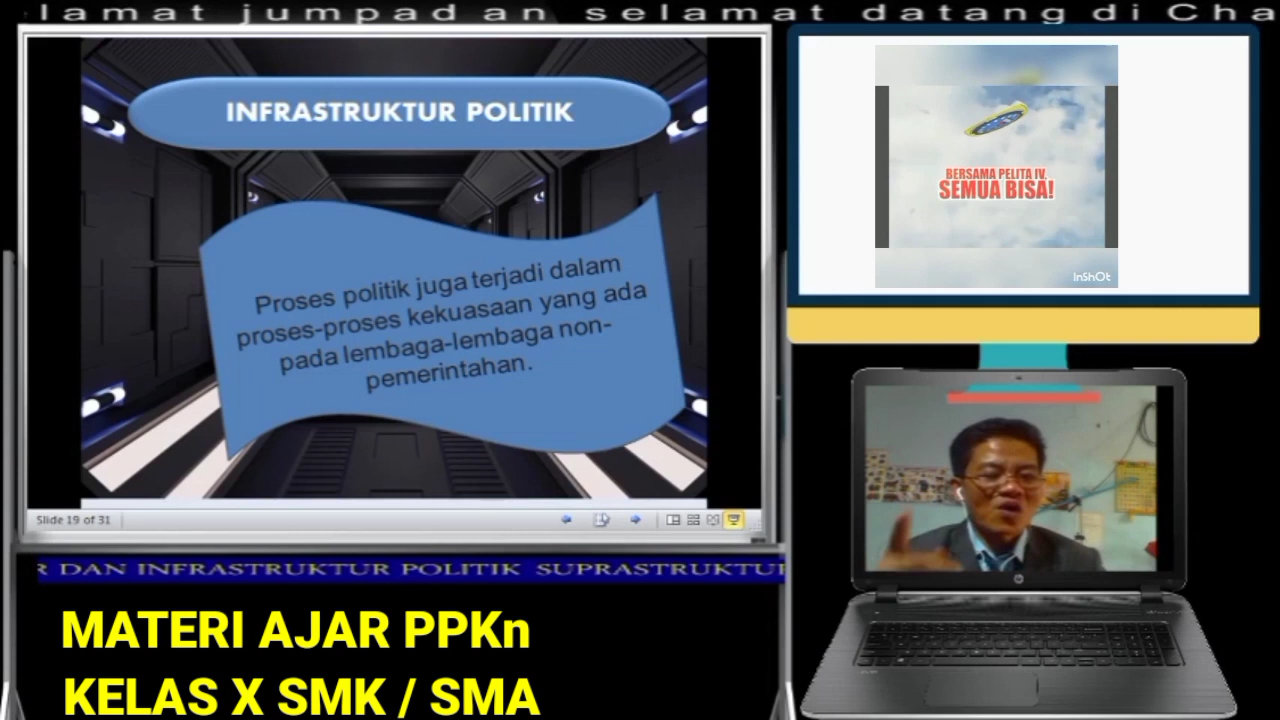 lamat jumpad an selamat datang di Cha
INFRASTRUKTUR POLITIK
Proses politik juga terjadi dalam
proses-proses kekuasaan yang ada
pada lembaga-lembaga non-
pemerintahan.
Slide 19 of 31
R DAN INFRASTRUKTUR POLITIK SUPRASTRUKTUR
MATERI AJAR PPKn
KELAS X SMK / SMA
BERSAMA PELITA IV,
SEMUA BISA!
InShOt
hp